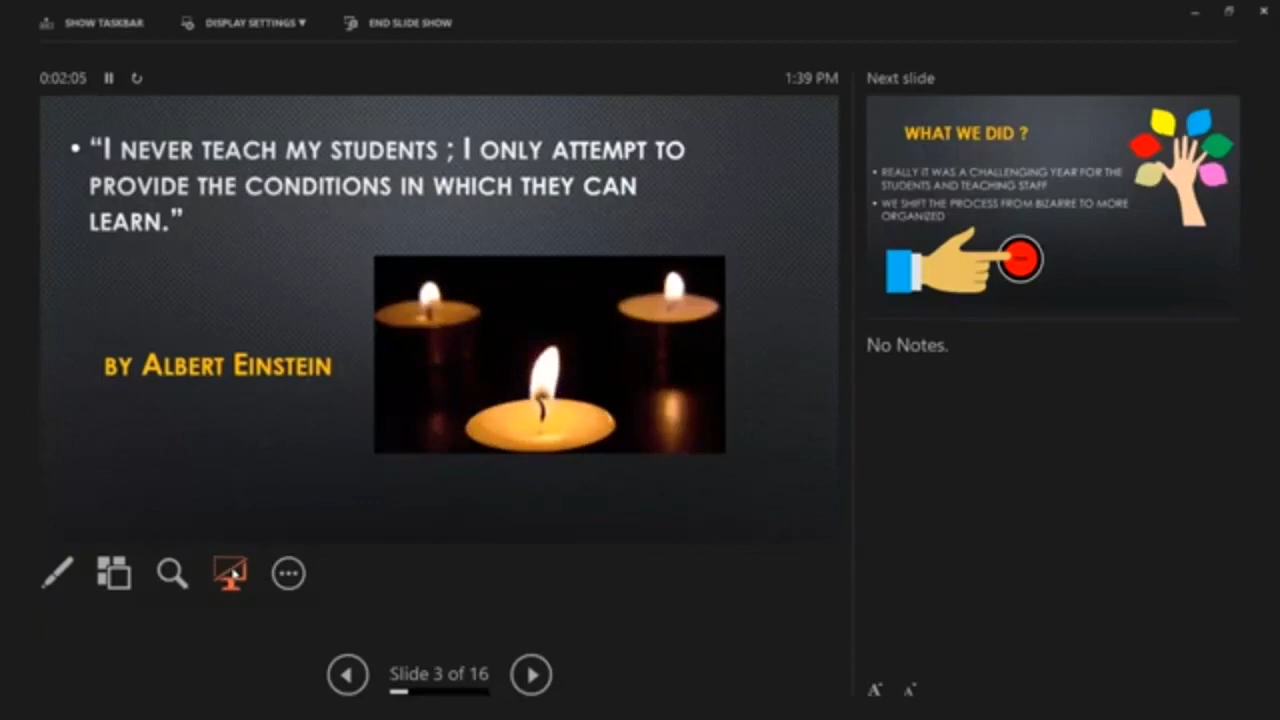 SHOW TASKBAR DISPLAY SETTINGS ▼ END SLIDE SHOW
0:02:05 1:39 PM
• “I NEVER TEACH MY STUDENTS ; I ONLY ATTEMPT TO
PROVIDE THE CONDITIONS IN WHICH THEY CAN
LEARN.”
BY ALBERT EINSTEIN
Slide 3 of 16
Next slide
WHAT WE DID ?
• REALLY IT WAS A CHALLENGING YEAR FOR THE
STUDENTS AND TEACHING STAFF
• WE SHIFT THE PROCESS FROM BIZARRE TO MORE
ORGANIZED
No Notes.
A A